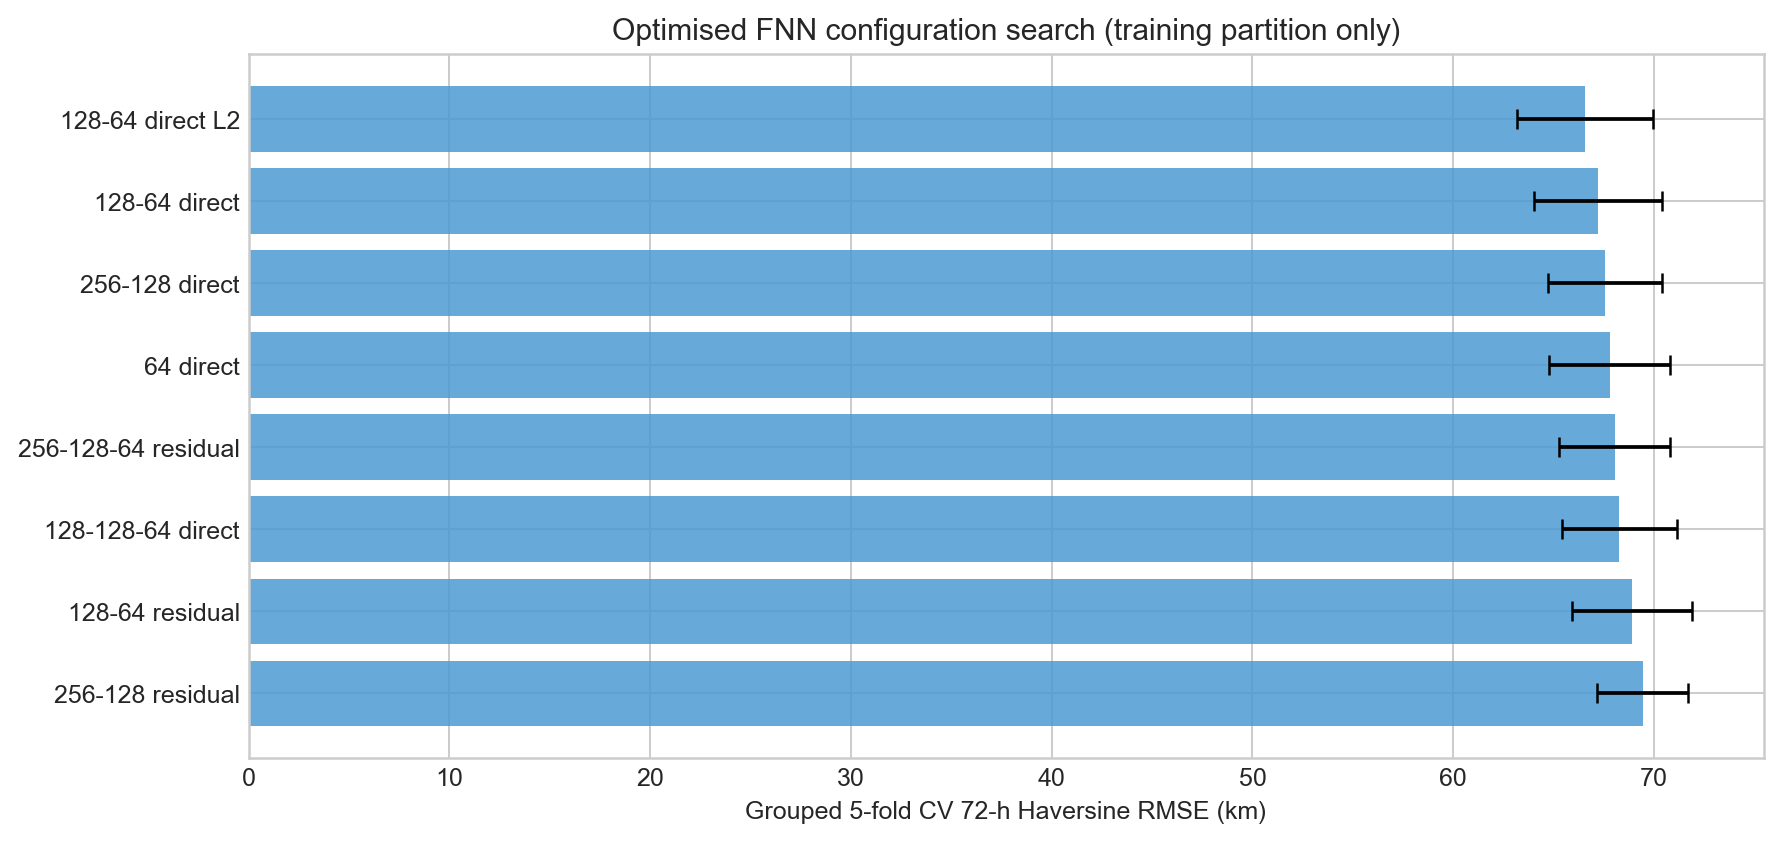 Optimised FNN configuration search (training partition only)
128-64 direct L2
128-64 direct
256-128 direct
64 direct
256-128-64 residual
128-128-64 direct
128-64 residual
256-128 residual
0 10 20 30 40 50 60 70
Grouped 5-fold CV 72-h Haversine RMSE (km)